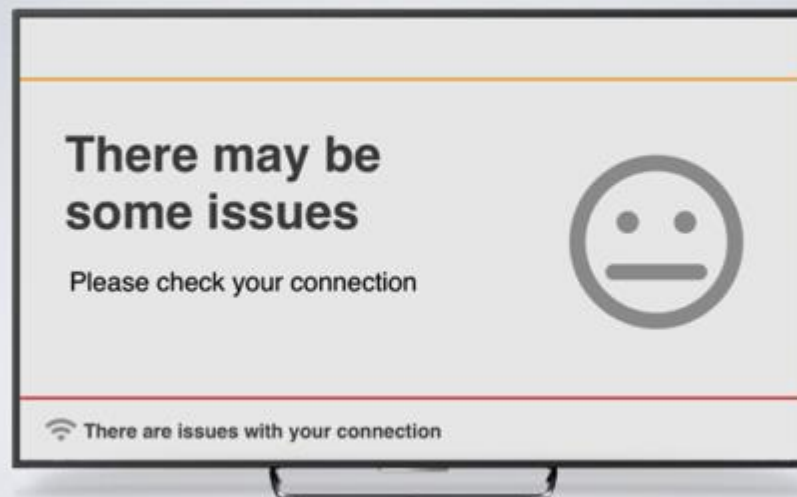 There may be
some issues
Please check your connection
There are issues with your connection